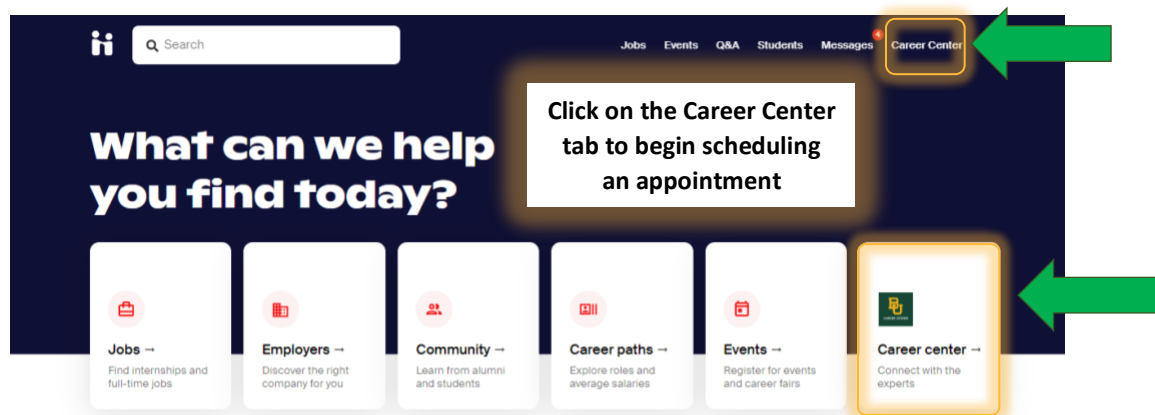 Search
Jobs Events Q&A Students Messages 4 Career Center
Click on the Career Center
tab to begin scheduling
an appointment
What can we help
you find today?
Jobs →
Find internships and
full-time jobs
Employers →
Discover the right
company for you
Community →
Learn from alumni
and students
Career paths →
Explore roles and
average salaries
Events →
Register for events
and career fairs
BU
CAREER CENTER
Career center →
Connect with the
experts